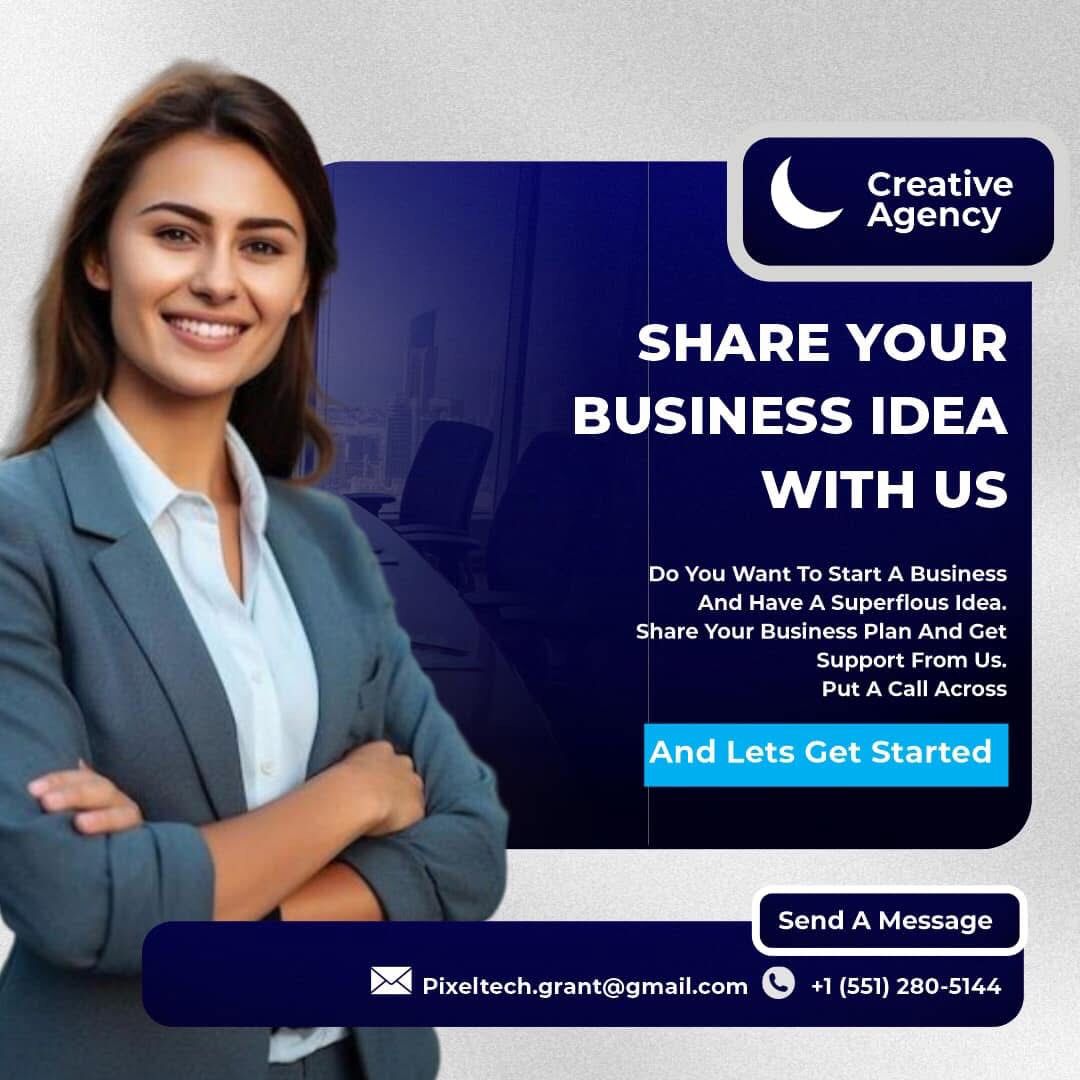 Creative
Agency
SHARE YOUR
BUSINESS IDEA
WITH US
Do You Want To Start A Business
And Have A Superflous Idea.
Share Your Business Plan And Get
Support From Us.
Put A Call Across
And Lets Get Started
Send A Message
Pixeltech.grant@gmail.com
+1 (551) 280-5144